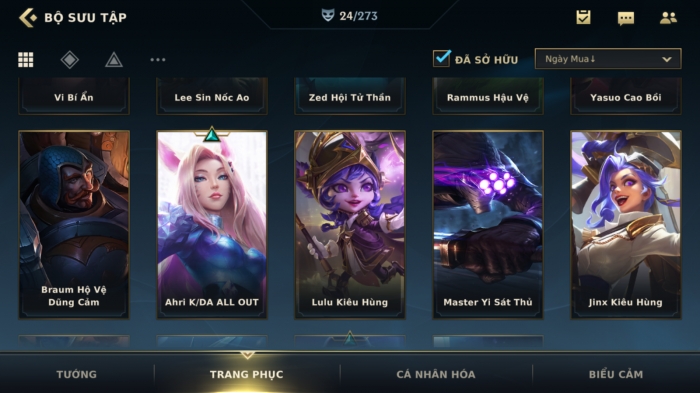 BỘ SƯU TẬP
24/273
ĐÃ SỞ HỮU
Ngày Mua↓
Vi Bí Ẩn
Lee Sin Nốc Ao
Zed Hội Tử Thần
Rammus Hậu Vệ
Yasuo Cao Bồi
Braum Hộ Vệ
Dũng Cảm
Ahri K/DA ALL OUT
Lulu Kiêu Hùng
Master Yi Sát Thủ
Jinx Kiêu Hùng
TƯỚNG
TRANG PHỤC
CÁ NHÂN HÓA
BIỂU CẢM